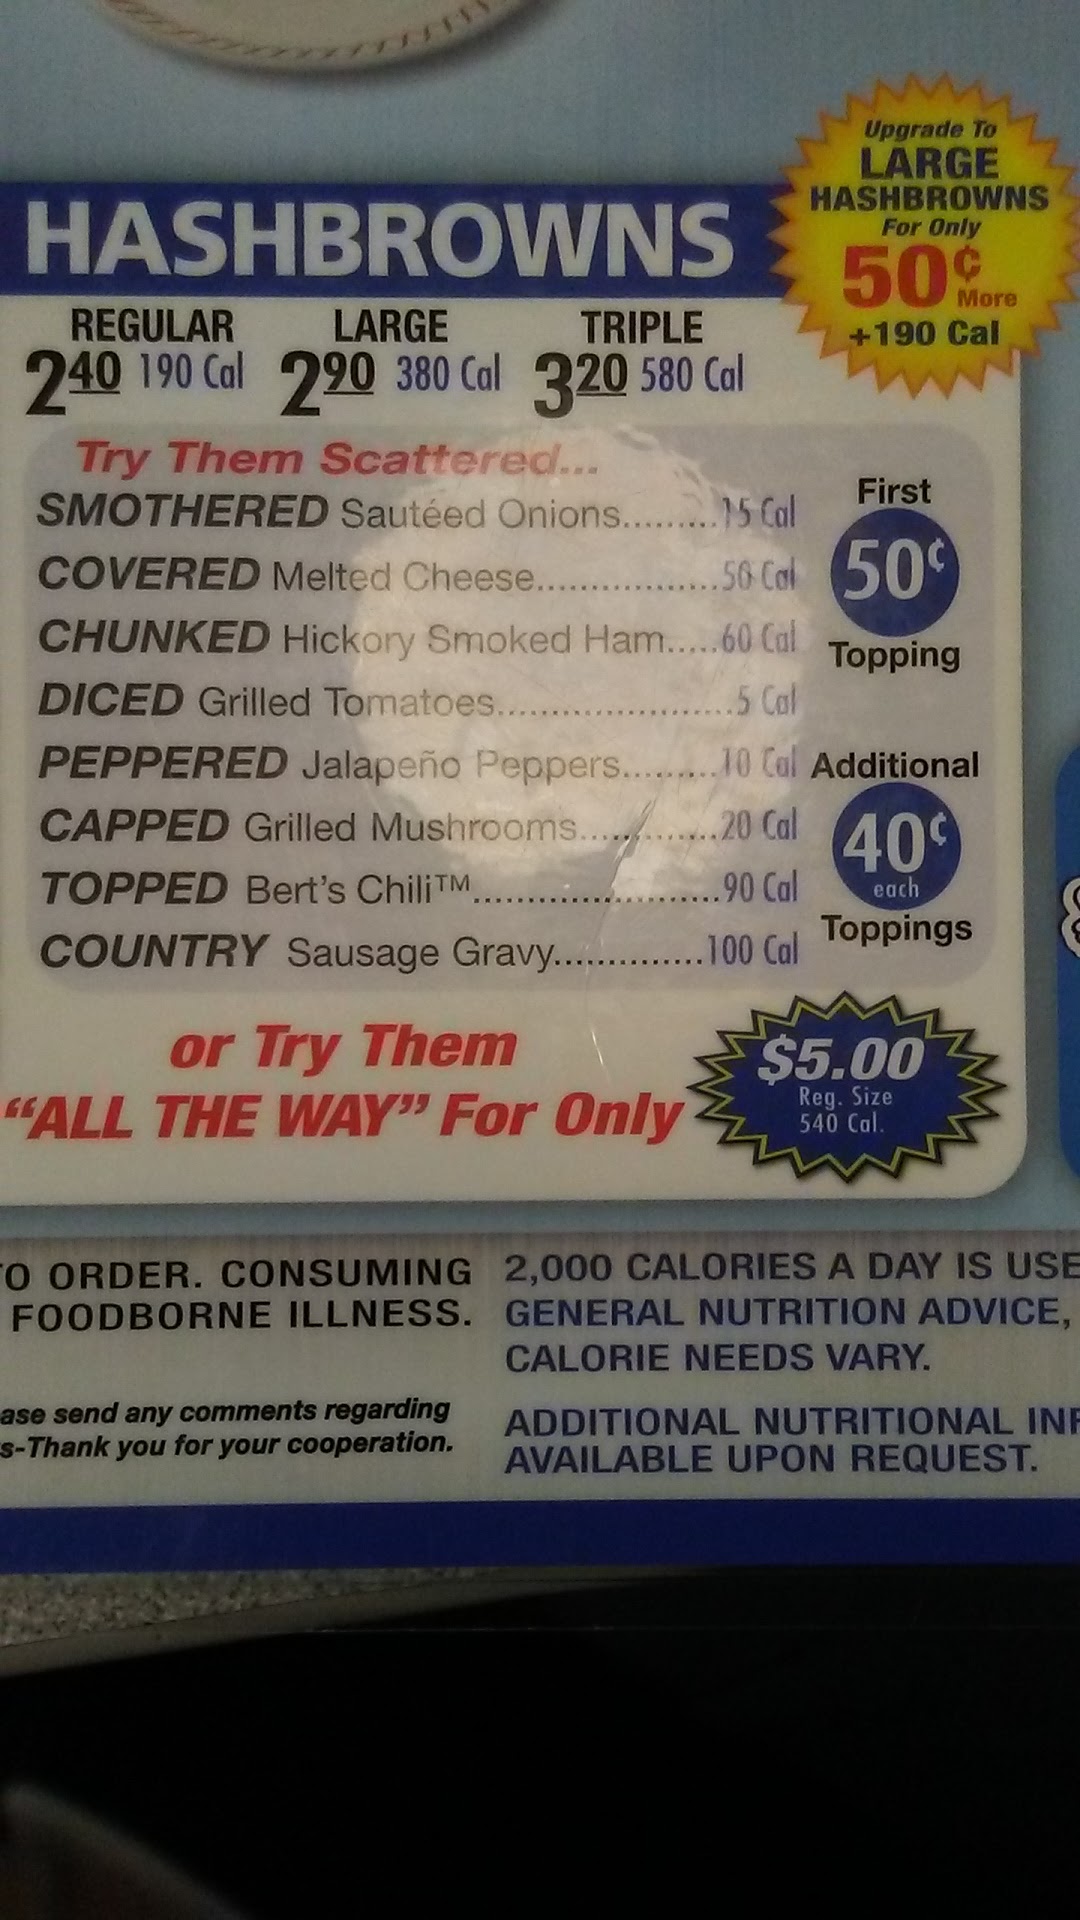 Upgrade To
LARGE
HASHBROWNS
For Only
50¢ More
+190 Cal
HASHBROWNS
REGULAR LARGE TRIPLE
2.40 190 Cal 2.90 380 Cal 3.20 580 Cal
Try Them Scattered...
SMOTHERED Sautéed Onions.........15 Cal
COVERED Melted Cheese................. Cal
CHUNKED Hickory Smoked Ham.....60 Cal
DICED Grilled Tomatoes......................5 Cal
PEPPERED Jalapeño Peppers.........10 Cal
CAPPED Grilled Mushrooms.............20 Cal
TOPPED Bert's Chili™.......................90 Cal
COUNTRY Sausage Gravy..............100 Cal
First
50¢
Topping
Additional
40¢
each
Toppings
or Try Them
"ALL THE WAY" For Only
$5.00
Reg. Size
540 Cal.
O ORDER. CONSUMING
FOODBORNE ILLNESS.
ase send any comments regarding
s-Thank you for your cooperation.
2,000 CALORIES A DAY IS USE
GENERAL NUTRITION ADVICE,
CALORIE NEEDS VARY.
ADDITIONAL NUTRITIONAL INF
AVAILABLE UPON REQUEST.